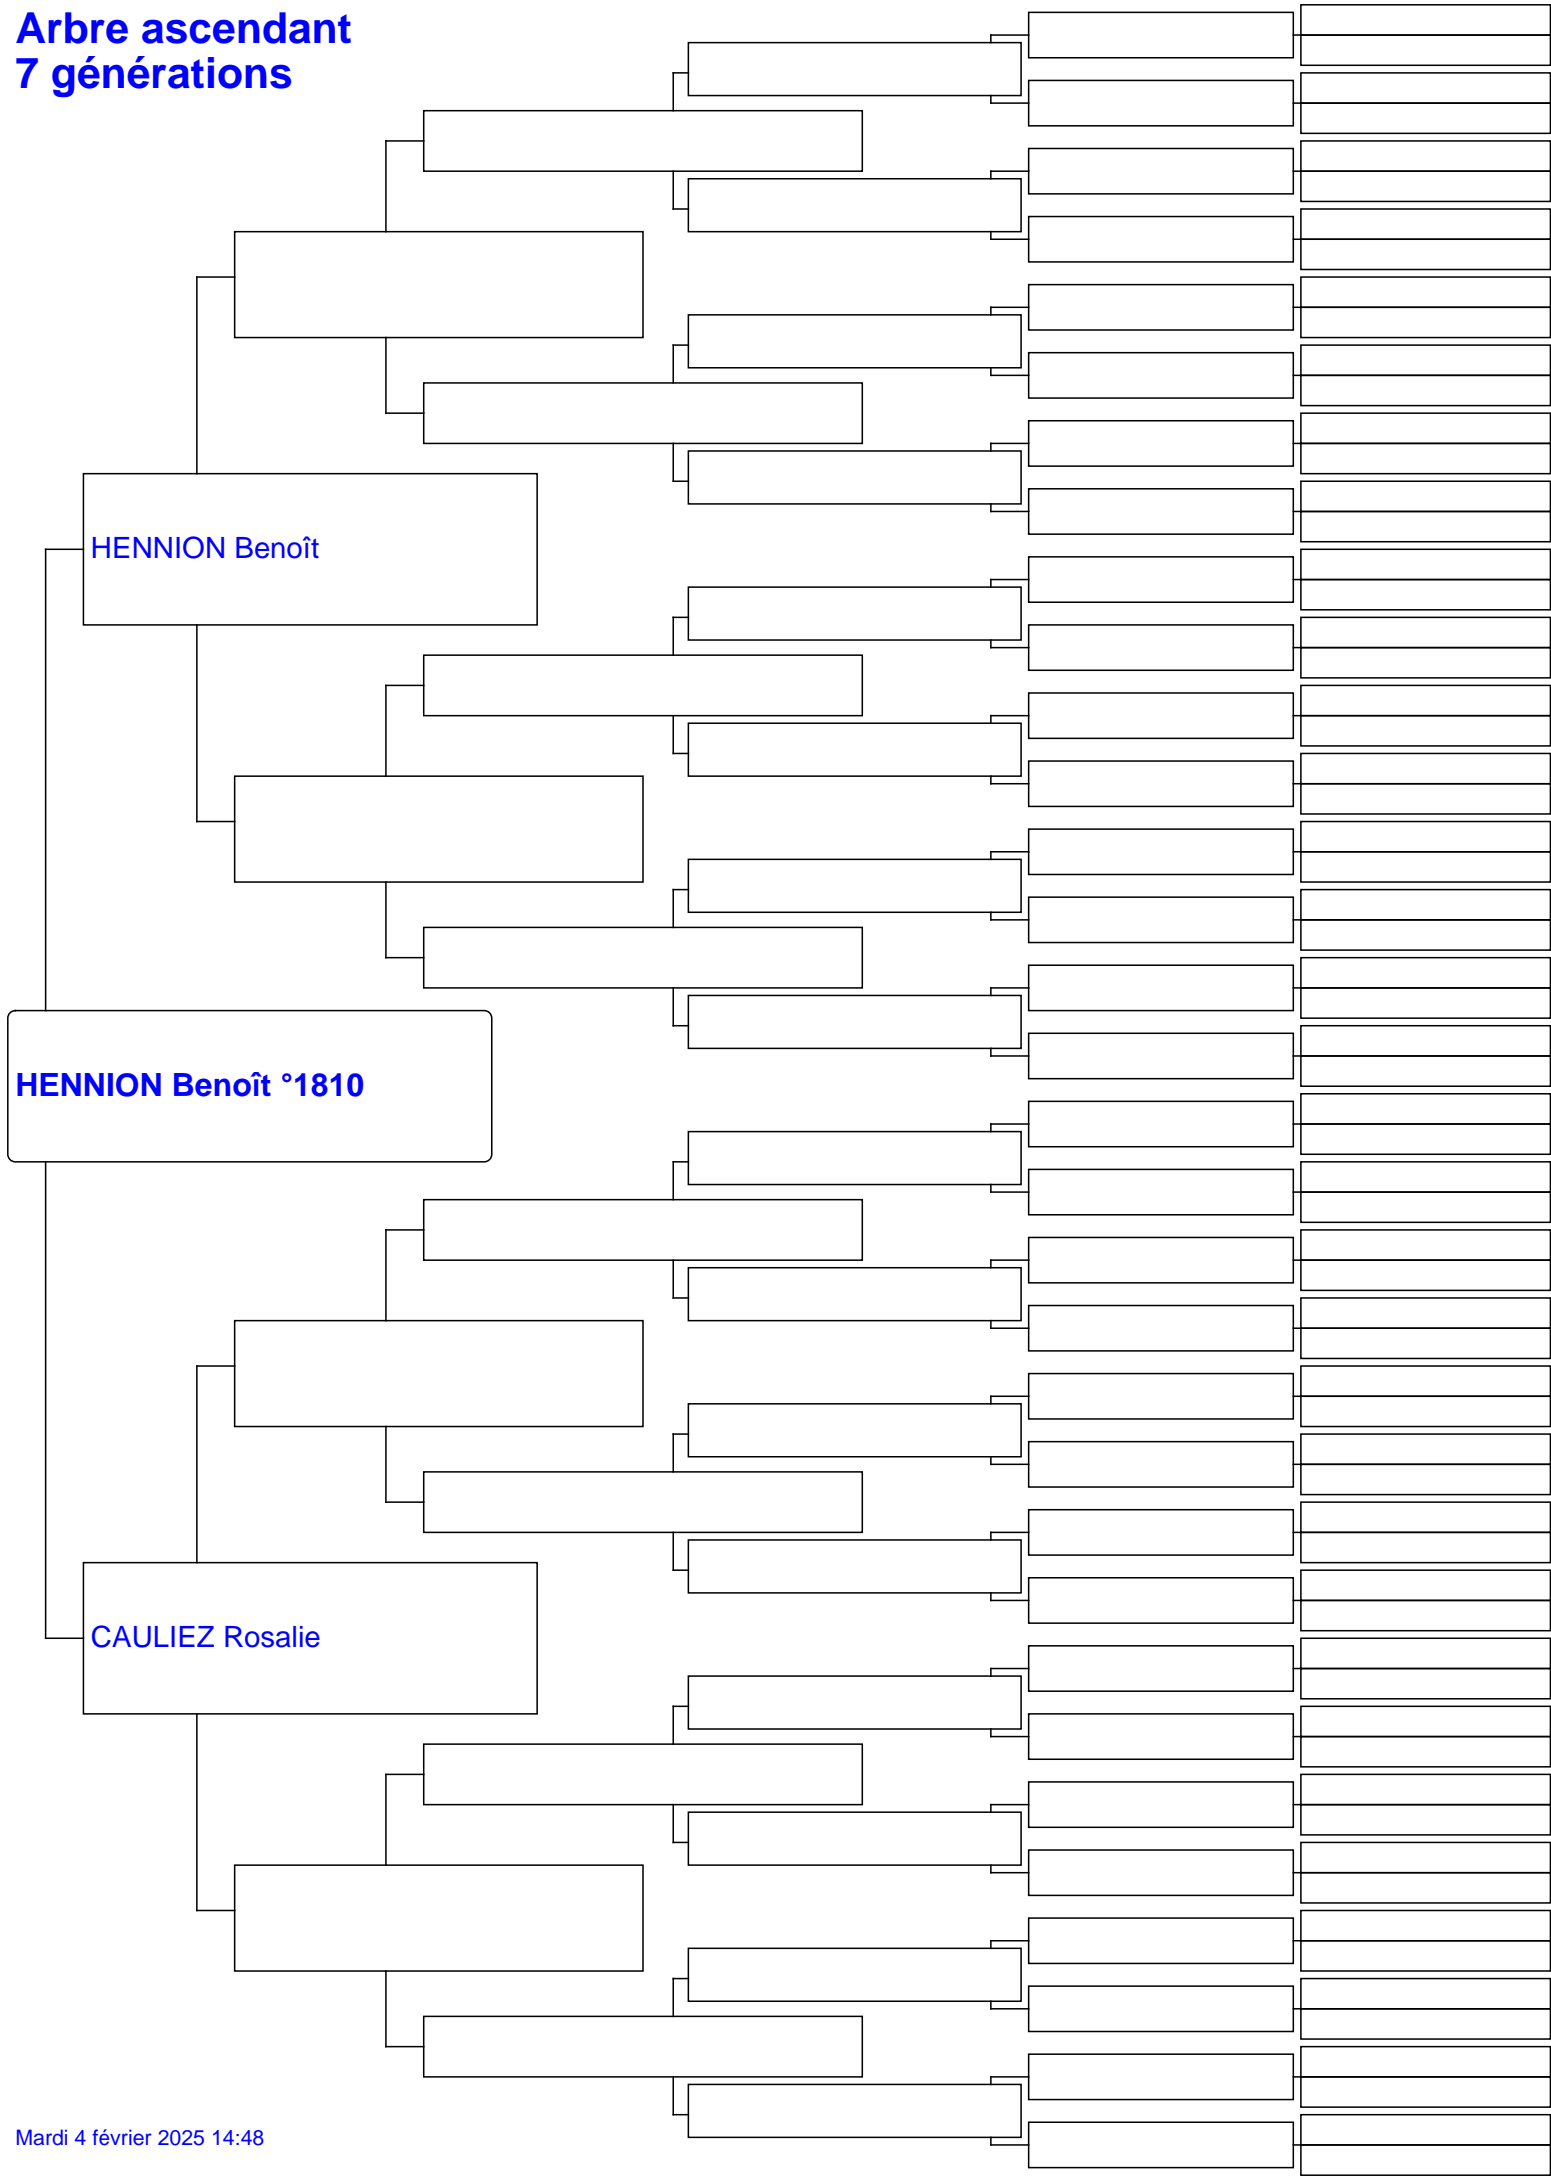 Arbre ascendant
7 générations
HENNION Benoît
HENNION Benoît °1810
CAULIEZ Rosalie
Mardi 4 février 2025 14:48